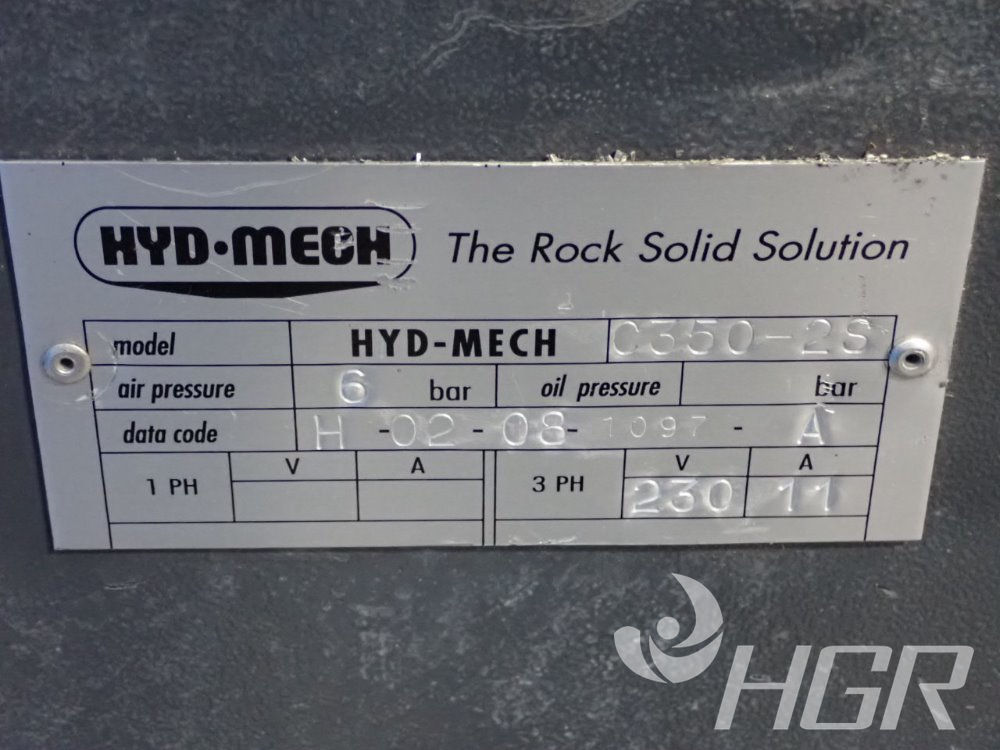 HYD•MECH The Rock Solid Solution
model HYD-MECH C350-2S
air pressure 6 bar oil pressure bar
data code H-02-08-1097-A
1 PH V A 3 PH V A
230 11
HGR